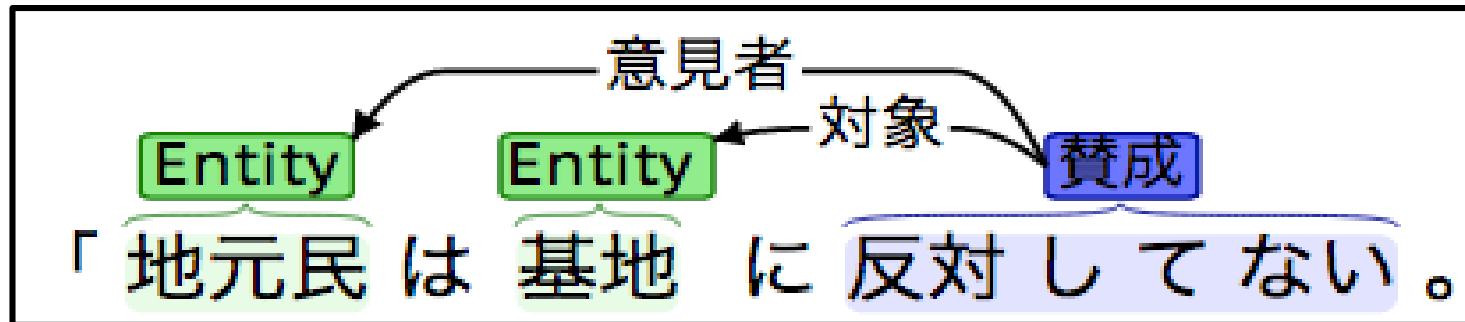 意見者
対象
Entity Entity 賛成
「地元民 は 基地 に 反対 し て ない 。